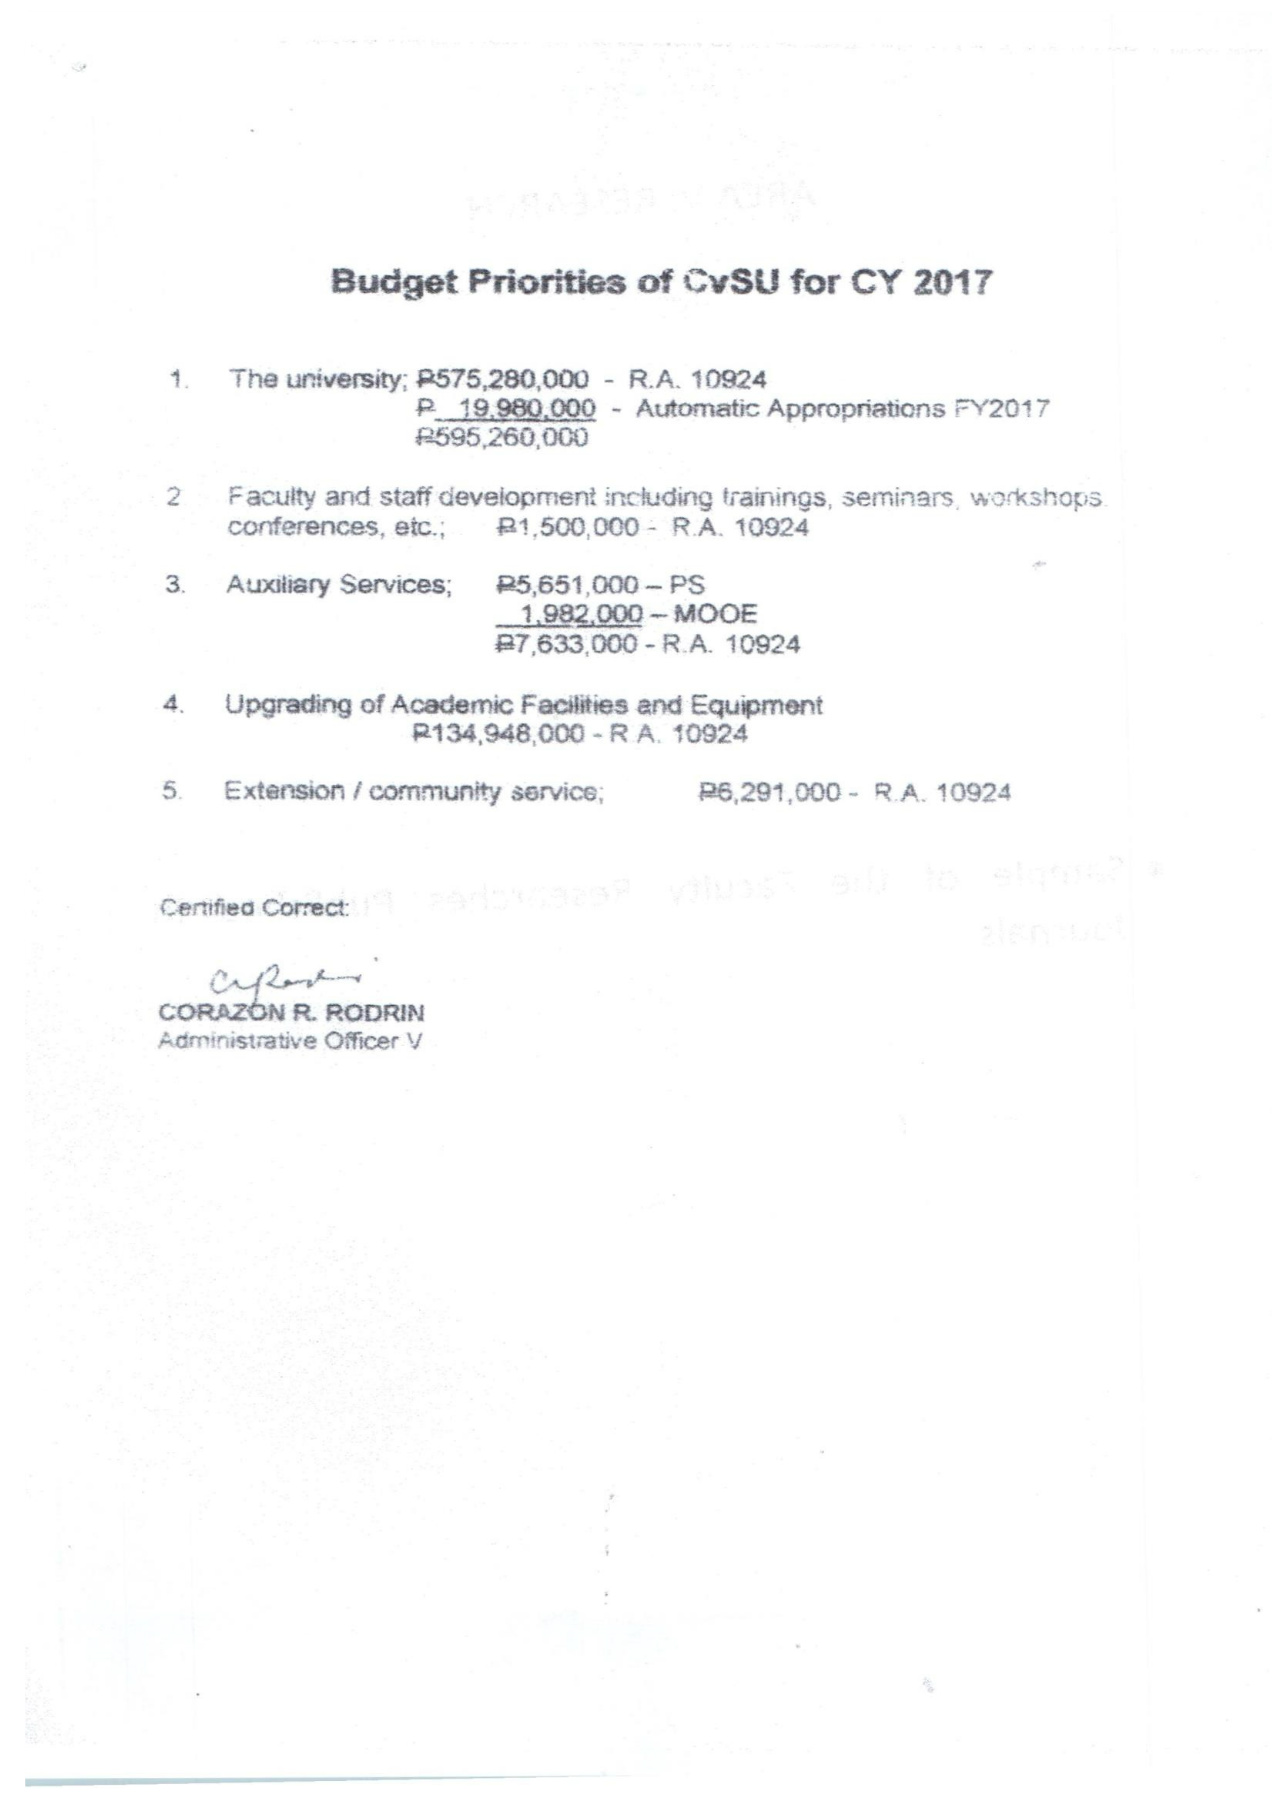 Budget Priorities of CvSU for CY 2017
1. The university; ₱575,280,000 - R.A. 10924
₱ 19,980,000 - Automatic Appropriations FY2017
₱595,260,000
2 Faculty and staff development including trainings, seminars, workshops
conferences, etc.; ₱1,500,000 - R.A. 10924
3. Auxiliary Services; ₱5,651,000 – PS
1,982,000 – MOOE
₱7,633,000 - R.A. 10924
4. Upgrading of Academic Facilities and Equipment
₱134,948,000 - R.A. 10924
5. Extension / community service; ₱6,291,000 - R.A. 10924
Certified Correct:
CORAZON R. RODRIN
Administrative Officer V